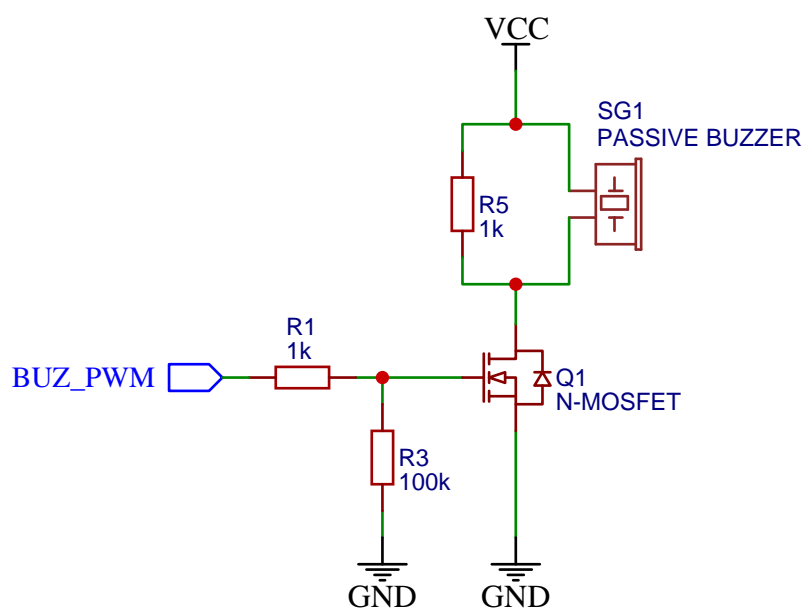 VCC
SG1
PASSIVE BUZZER
R5
1k
R1
1k
BUZ_PWM
Q1
N-MOSFET
R3
100k
GND
GND